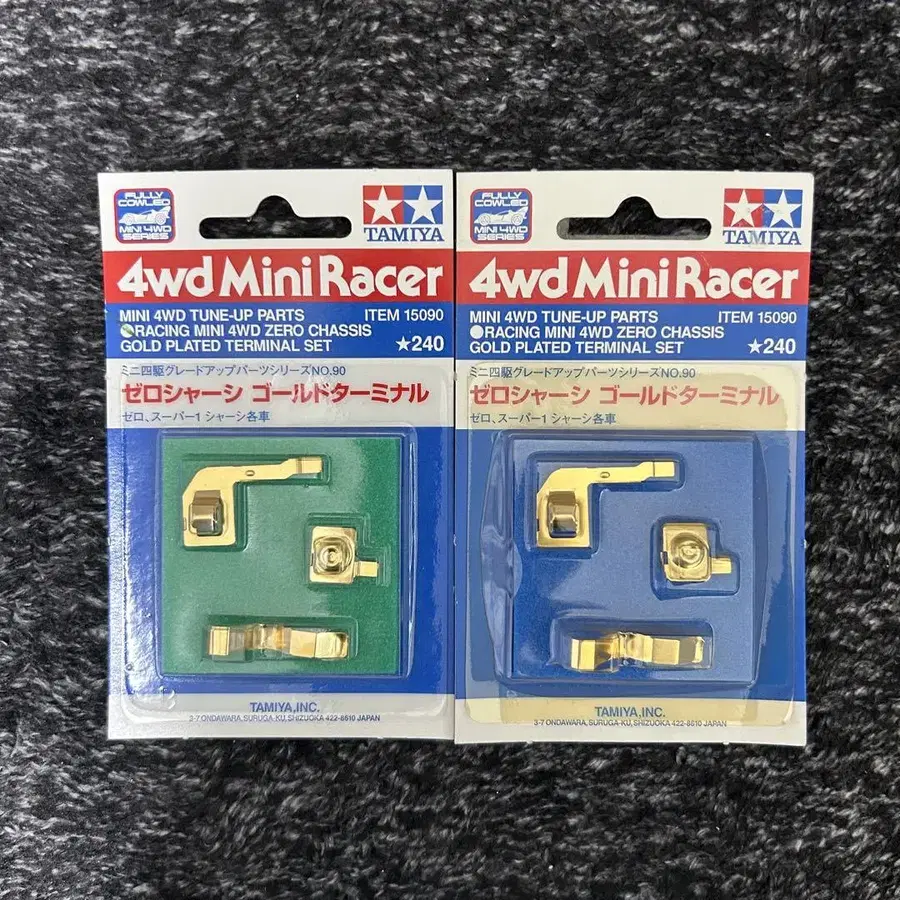 FULLY
COWLED
MINI 4WD
SERIES
TAMIYA
4wd Mini Racer
MINI 4WD TUNE-UP PARTS ITEM 15090
RACING MINI 4WD ZERO CHASSIS
GOLD PLATED TERMINAL SET ★240
ミニ四駆グレードアップパーツシリーズNO.90
ゼロシャーシ ゴールドターミナル
ゼロ、スーパー1 シャーシ各車
TAMIYA,INC.
3-7 ONDAWARA, SURUGA-KU, SHIZUOKA 422-8610 JAPAN
FULLY
COWLED
MINI 4WD
SERIES
TAMIYA
4wd Mini Racer
MINI 4WD TUNE-UP PARTS ITEM 15090
●RACING MINI 4WD ZERO CHASSIS
GOLD PLATED TERMINAL SET ★240
ミニ四駆グレードアップパーツシリーズNO.90
ゼロシャーシ ゴールドターミナル
ゼロ、スーパー1 シャーシ各車
TAMIYA,INC.
3-7 ONDAWARA, SURUGA-KU, SHIZUOKA 422-8610 JAPAN